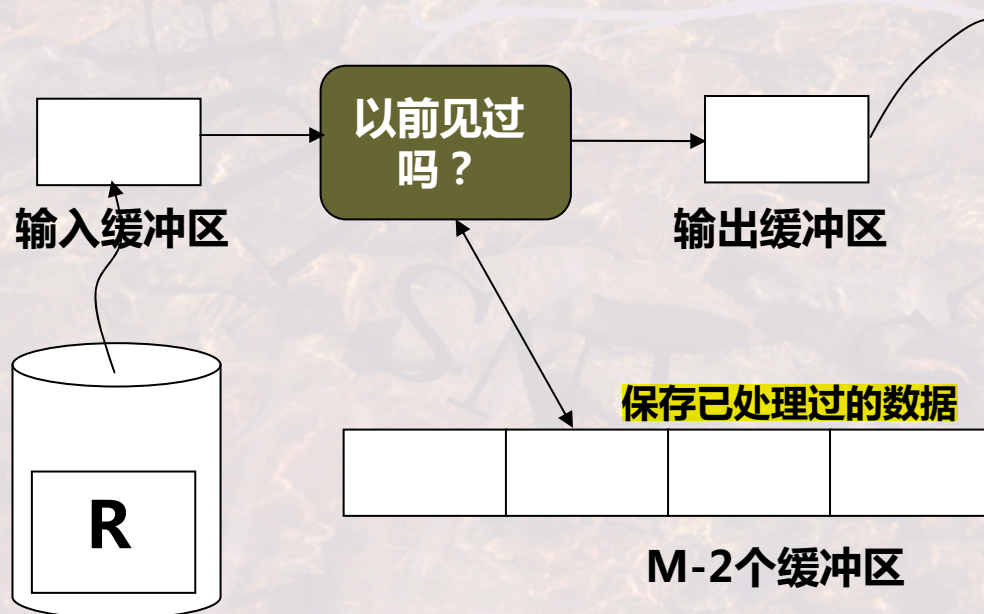 以前见过
吗？
输入缓冲区
输出缓冲区
保存已处理过的数据
R
M-2个缓冲区